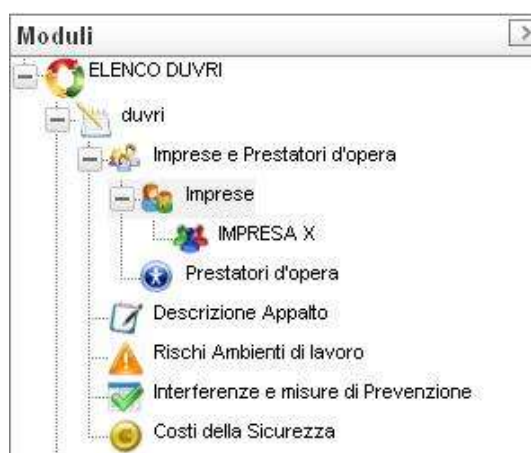 Moduli
ELENCO DUVRI
duvri
Imprese e Prestatori d'opera
Imprese
IMPRESA X
Prestatori d'opera
Descrizione Appalto
Rischi Ambienti di lavoro
Interferenze e misure di Prevenzione
Costi della Sicurezza